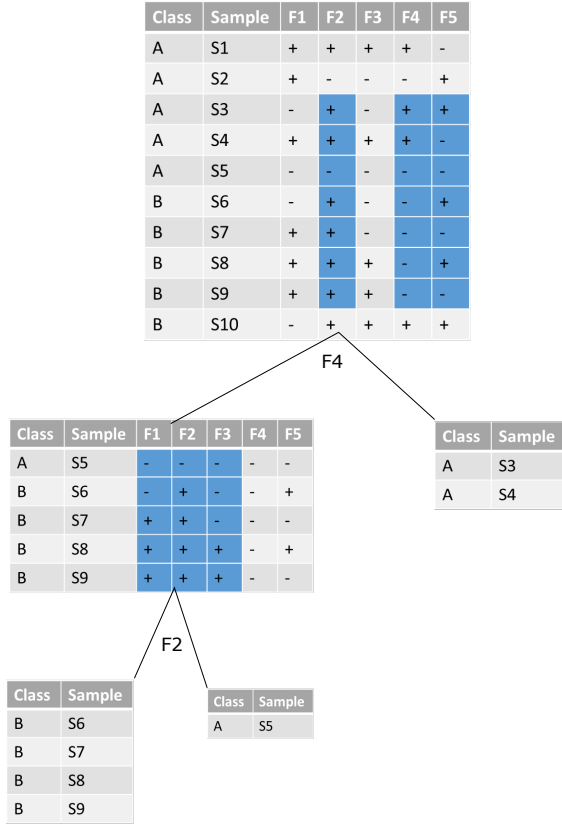 Class Sample F1 F2 F3 F4 F5
A S1 + + + + -
A S2 + - - - +
A S3 - + - + +
A S4 + + + + -
A S5 - - - - -
B S6 - + - - +
B S7 + + - - -
B S8 + + + - +
B S9 + + + - -
B S10 - + + + +
F4
Class Sample F1 F2 F3 F4 F5
A S5 - - - - -
B S6 - + - - +
B S7 + + - - -
B S8 + + + - +
B S9 + + + - -
Class Sample
A S3
A S4
F2
Class Sample
B S6
B S7
B S8
B S9
Class Sample
A S5